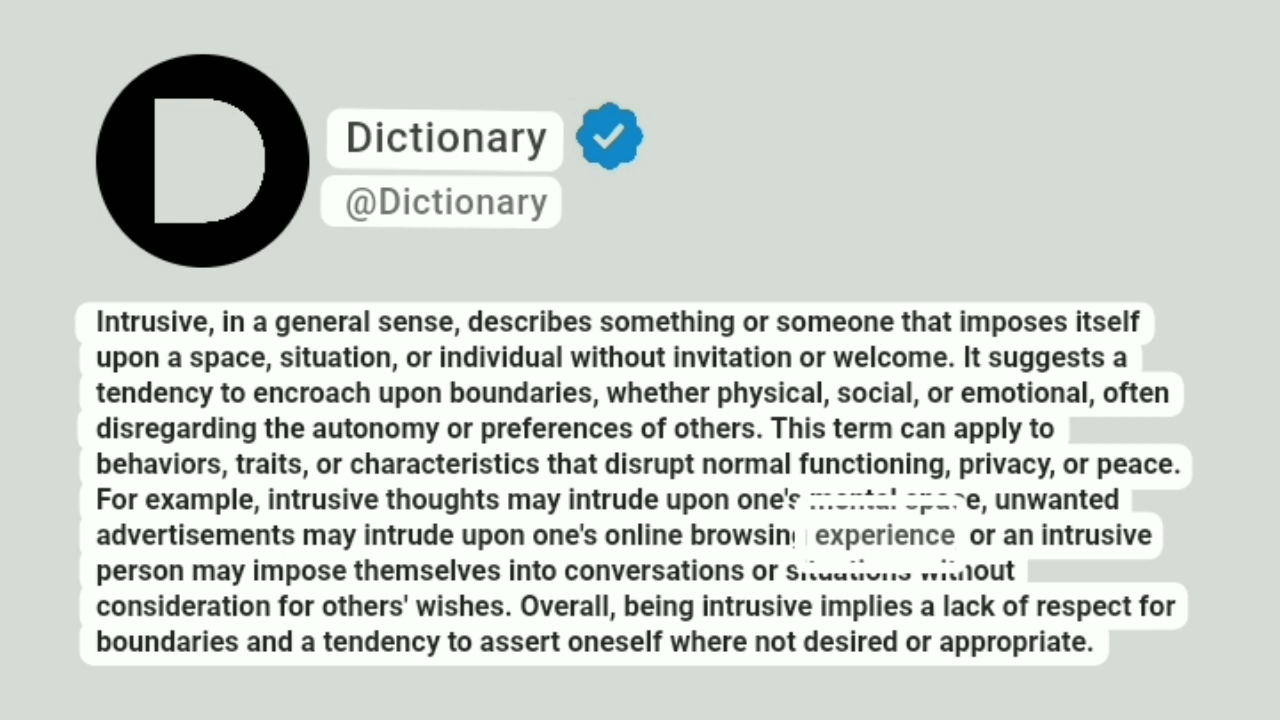 D
Dictionary
@Dictionary
Intrusive, in a general sense, describes something or someone that imposes itself
upon a space, situation, or individual without invitation or welcome. It suggests a
tendency to encroach upon boundaries, whether physical, social, or emotional, often
disregarding the autonomy or preferences of others. This term can apply to
behaviors, traits, or characteristics that disrupt normal functioning, privacy, or peace.
For example, intrusive thoughts may intrude upon one's mental space, unwanted
advertisements may intrude upon one's online browsing experience or an intrusive
person may impose themselves into conversations or situations without
consideration for others' wishes. Overall, being intrusive implies a lack of respect for
boundaries and a tendency to assert oneself where not desired or appropriate.